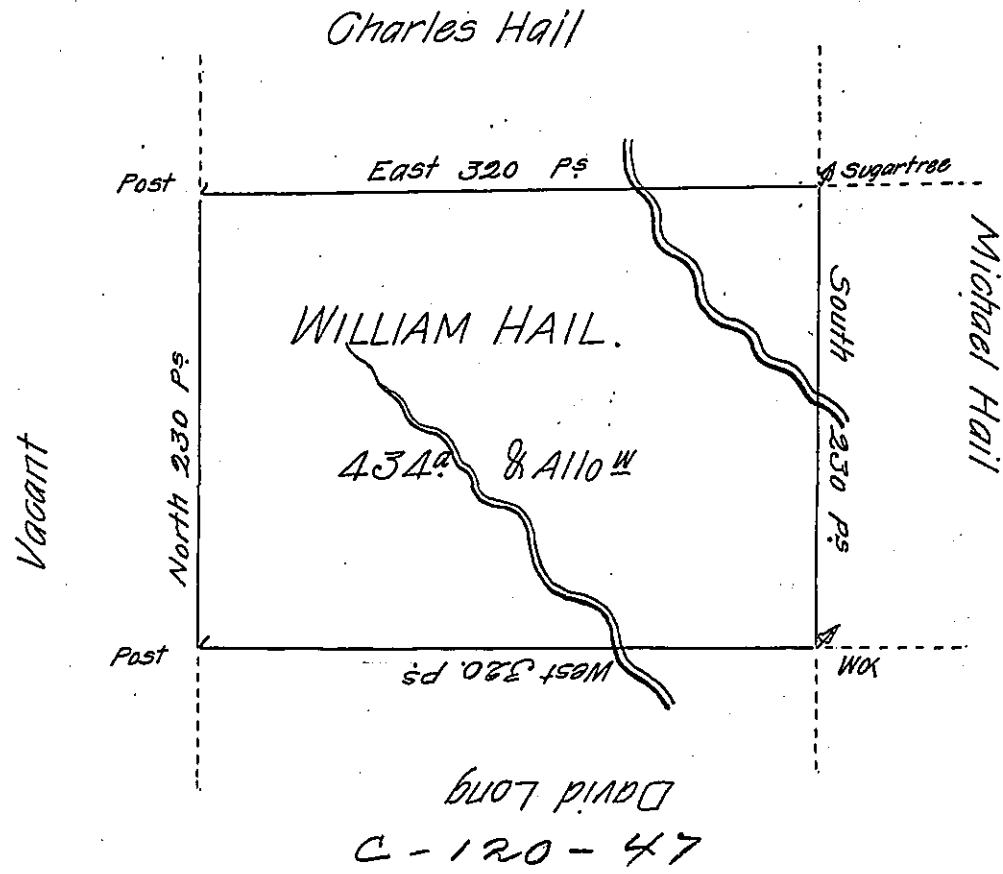 Charles Hail
Post
East 320 Ps
Sugartree
Michael Hail
South 230 Ps
WILLIAM HAIL.
434a & Allow
Vacant
North 230 Ps
Post
West 320. Ps
WO
David Long
C-120-47